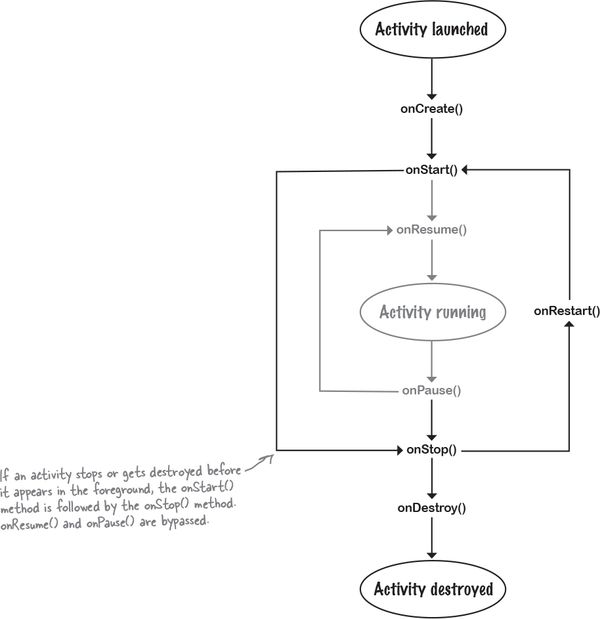 Activity launched
onCreate()
onStart()
onResume()
Activity running
onRestart()
onPause()
onStop()
If an activity stops or gets destroyed before
it appears in the foreground, the onStart()
method is followed by the onStop() method.
onResume() and onPause() are bypassed.
onDestroy()
Activity destroyed